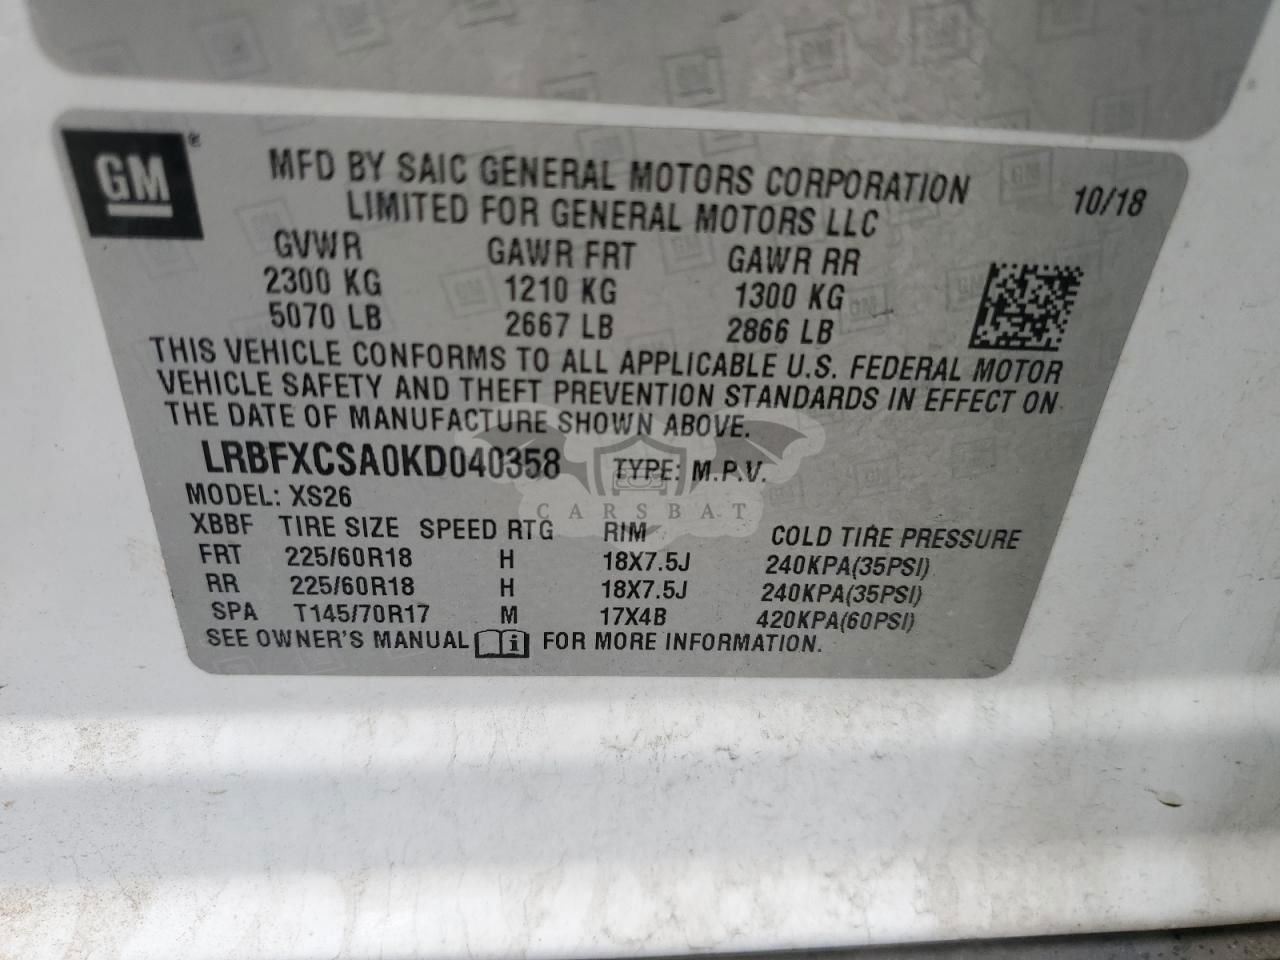 GM ®
MFD BY SAIC GENERAL MOTORS CORPORATION 10/18
LIMITED FOR GENERAL MOTORS LLC
GVWR GAWR FRT GAWR RR
2300 KG 1210 KG 1300 KG
5070 LB 2667 LB 2866 LB
THIS VEHICLE CONFORMS TO ALL APPLICABLE U.S. FEDERAL MOTOR
VEHICLE SAFETY AND THEFT PREVENTION STANDARDS IN EFFECT ON
THE DATE OF MANUFACTURE SHOWN ABOVE.
LRBFXCSA0KD040358 TYPE: M.P.V.
CARSBAT
MODEL: XS26
XBBF TIRE SIZE SPEED RTG RIM COLD TIRE PRESSURE
FRT 225/60R18 H 18X7.5J 240KPA(35PSI)
RR 225/60R18 H 18X7.5J 240KPA(35PSI)
SPA T145/70R17 M 17X4B 420KPA(60PSI)
SEE OWNER'S MANUAL i FOR MORE INFORMATION.